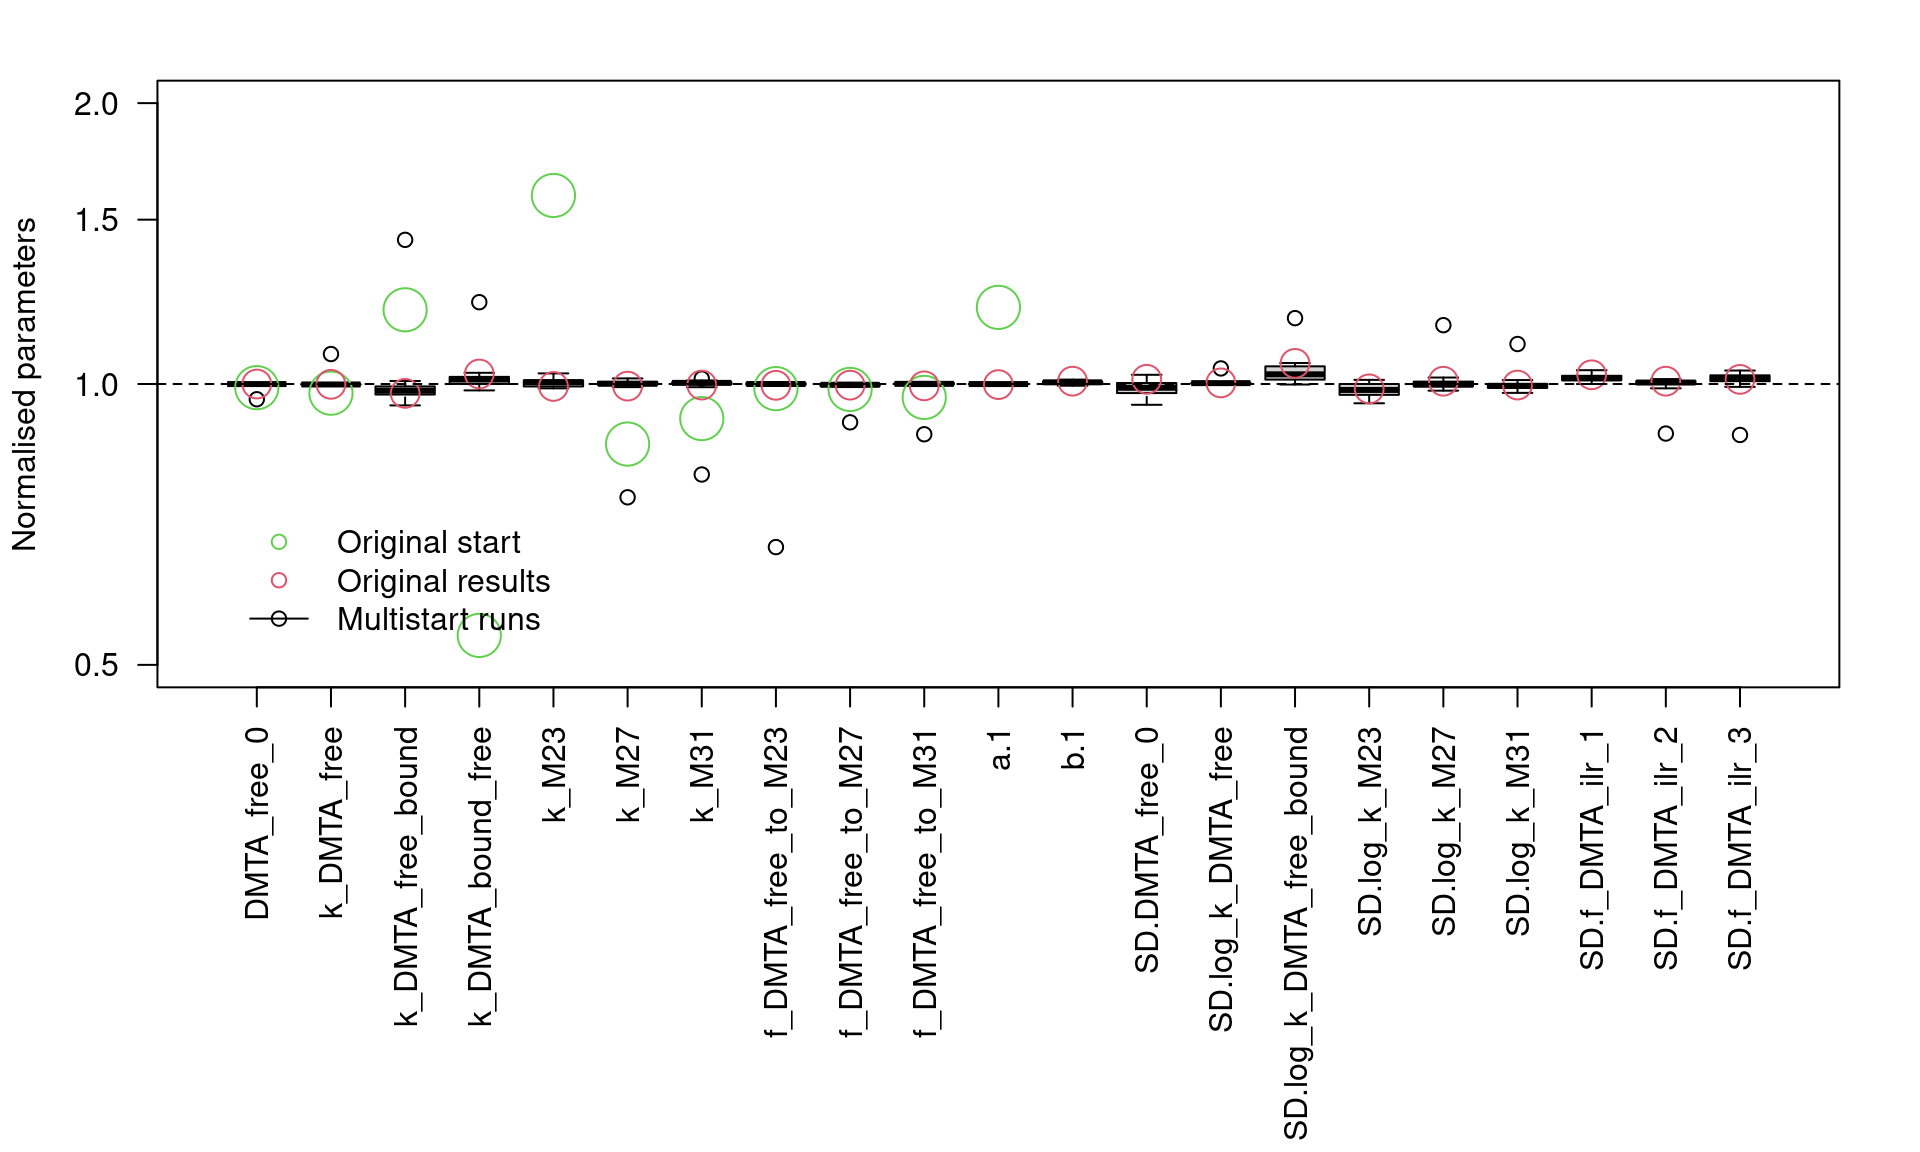 Normalised parameters
2.0
1.5
1.0
0.5
Original start
Original results
Multistart runs
DMTA_free_0
k_DMTA_free
k_DMTA_free_bound
k_DMTA_bound_free
k_M23
k_M27
k_M31
f_DMTA_free_to_M23
f_DMTA_free_to_M27
f_DMTA_free_to_M31
a.1
b.1
SD.DMTA_free_0
SD.log_k_DMTA_free
SD.log_k_DMTA_free_bound
SD.log_k_M23
SD.log_k_M27
SD.log_k_M31
SD.f_DMTA_ilr_1
SD.f_DMTA_ilr_2
SD.f_DMTA_ilr_3